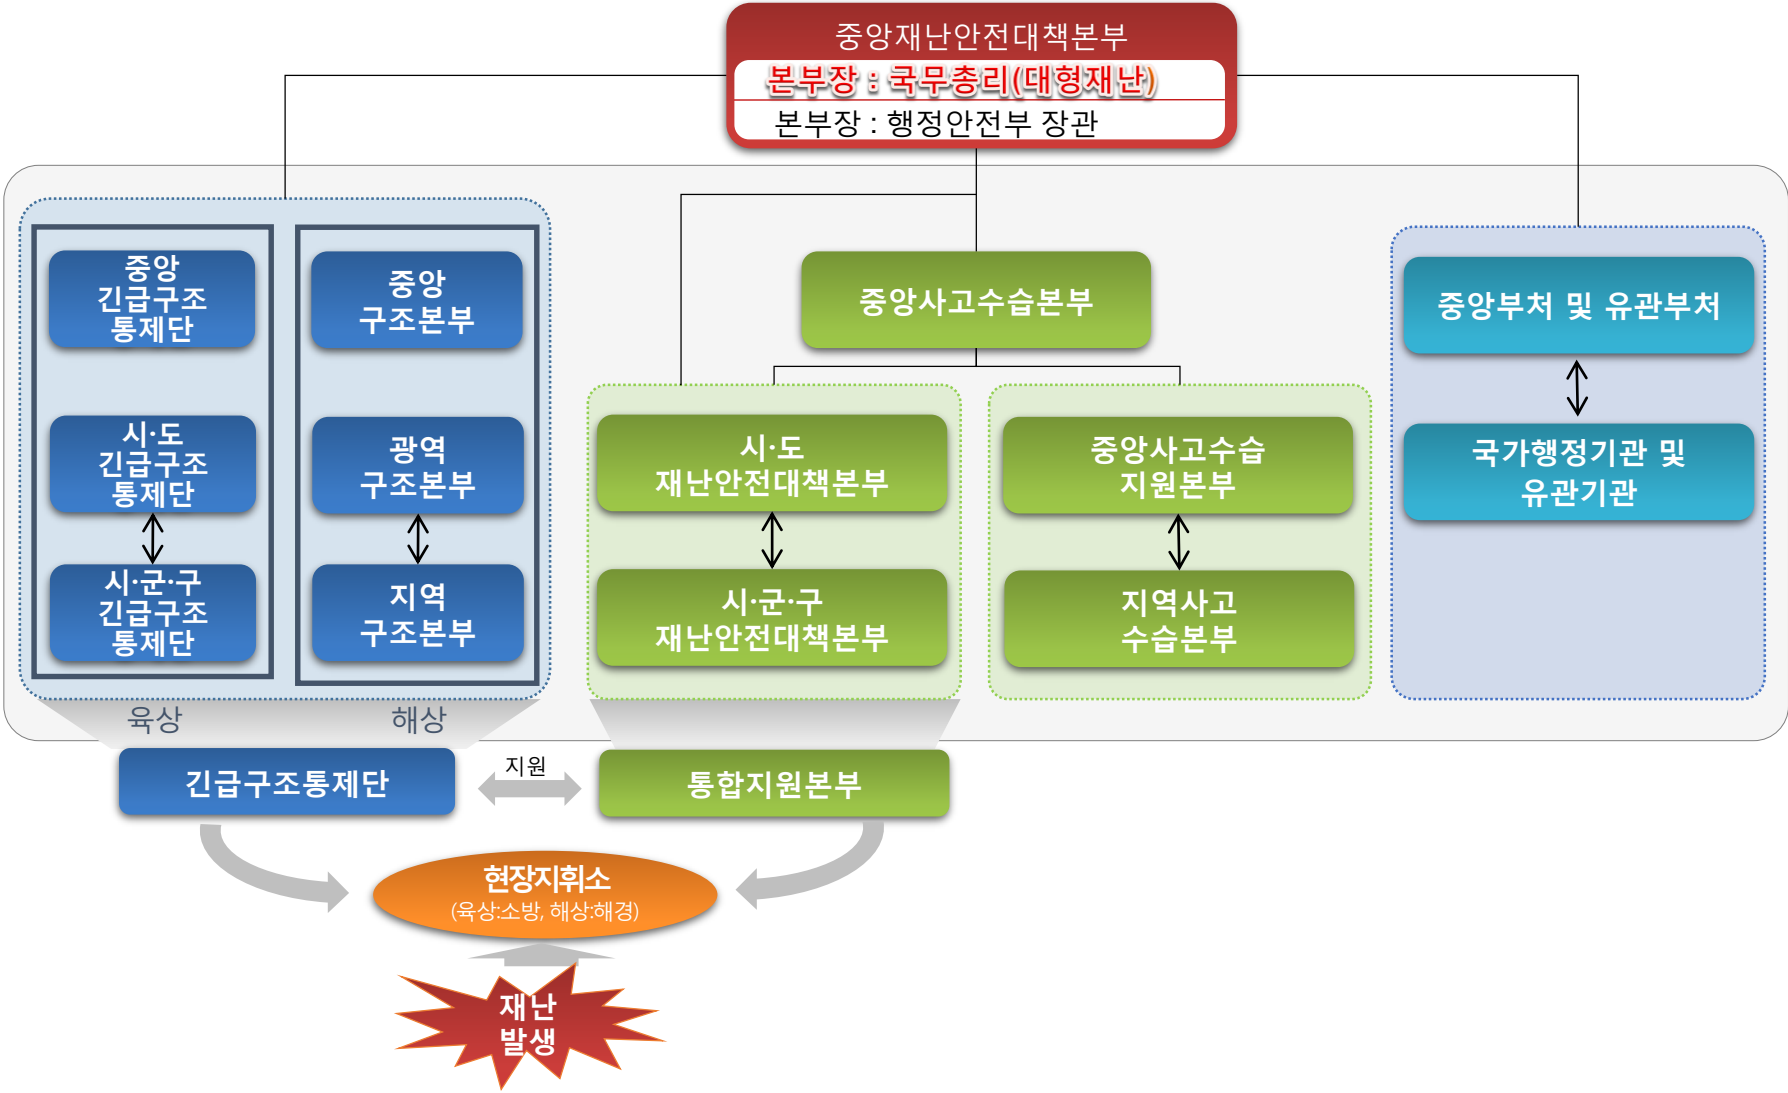 중앙재난안전대책본부
본부장 : 국무총리(대형재난)
본부장 : 행정안전부 장관
중앙
긴급구조
통제단
시·도
긴급구조
통제단
시·군·구
긴급구조
통제단
육상
중앙
구조본부
광역
구조본부
지역
구조본부
해상
중앙사고수습본부
시·도
재난안전대책본부
시·군·구
재난안전대책본부
중앙사고수습
지원본부
지역사고
수습본부
중앙부처 및 유관부처
국가행정기관 및
유관기관
긴급구조통제단
지원
통합지원본부
현장지휘소
(육상:소방, 해상:해경)
재난
발생